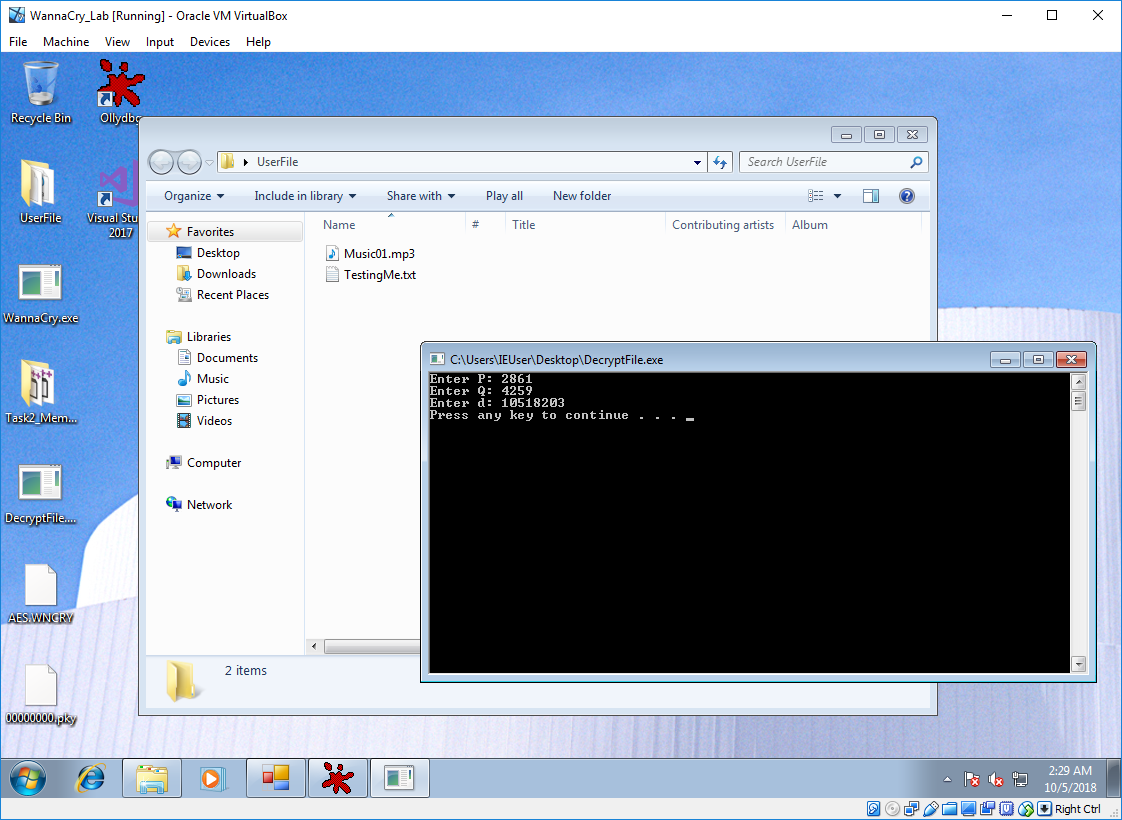 WannaCry_Lab [Running] - Oracle VM VirtualBox
File Machine View Input Devices Help
Recycle Bin
Ollydbg
UserFile
Visual Stu
2017
WannaCry.exe
Task2_Mem...
DecryptFile....
AES.WNCRY
00000000.pky
UserFile
Search UserFile
Organize Include in library Share with Play all New folder
Name # Title Contributing artists Album
Favorites
Desktop
Downloads
Recent Places
Libraries
Documents
Music
Pictures
Videos
Computer
Network
Music01.mp3
TestingMe.txt
2 items
C:\Users\IEUser\Desktop\DecryptFile.exe
Enter P: 2861
Enter Q: 4259
Enter d: 10518203
Press any key to continue . . . _
2:29 AM
10/5/2018
Right Ctrl